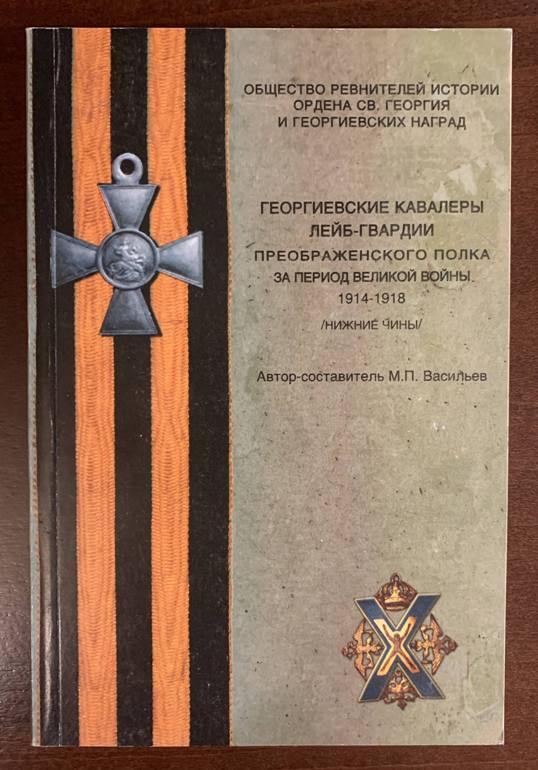 ОБЩЕСТВО РЕВНИТЕЛЕЙ ИСТОРИИ
ОРДЕНА СВ. ГЕОРГИЯ
И ГЕОРГИЕВСКИХ НАГРАД
ГЕОРГИЕВСКИЕ КАВАЛЕРЫ
ЛЕЙБ-ГВАРДИИ
ПРЕОБРАЖЕНСКОГО ПОЛКА
ЗА ПЕРИОД ВЕЛИКОЙ ВОЙНЫ
1914-1918
/НИЖНИЕ ЧИНЫ/
Автор-составитель М.П. Васильев